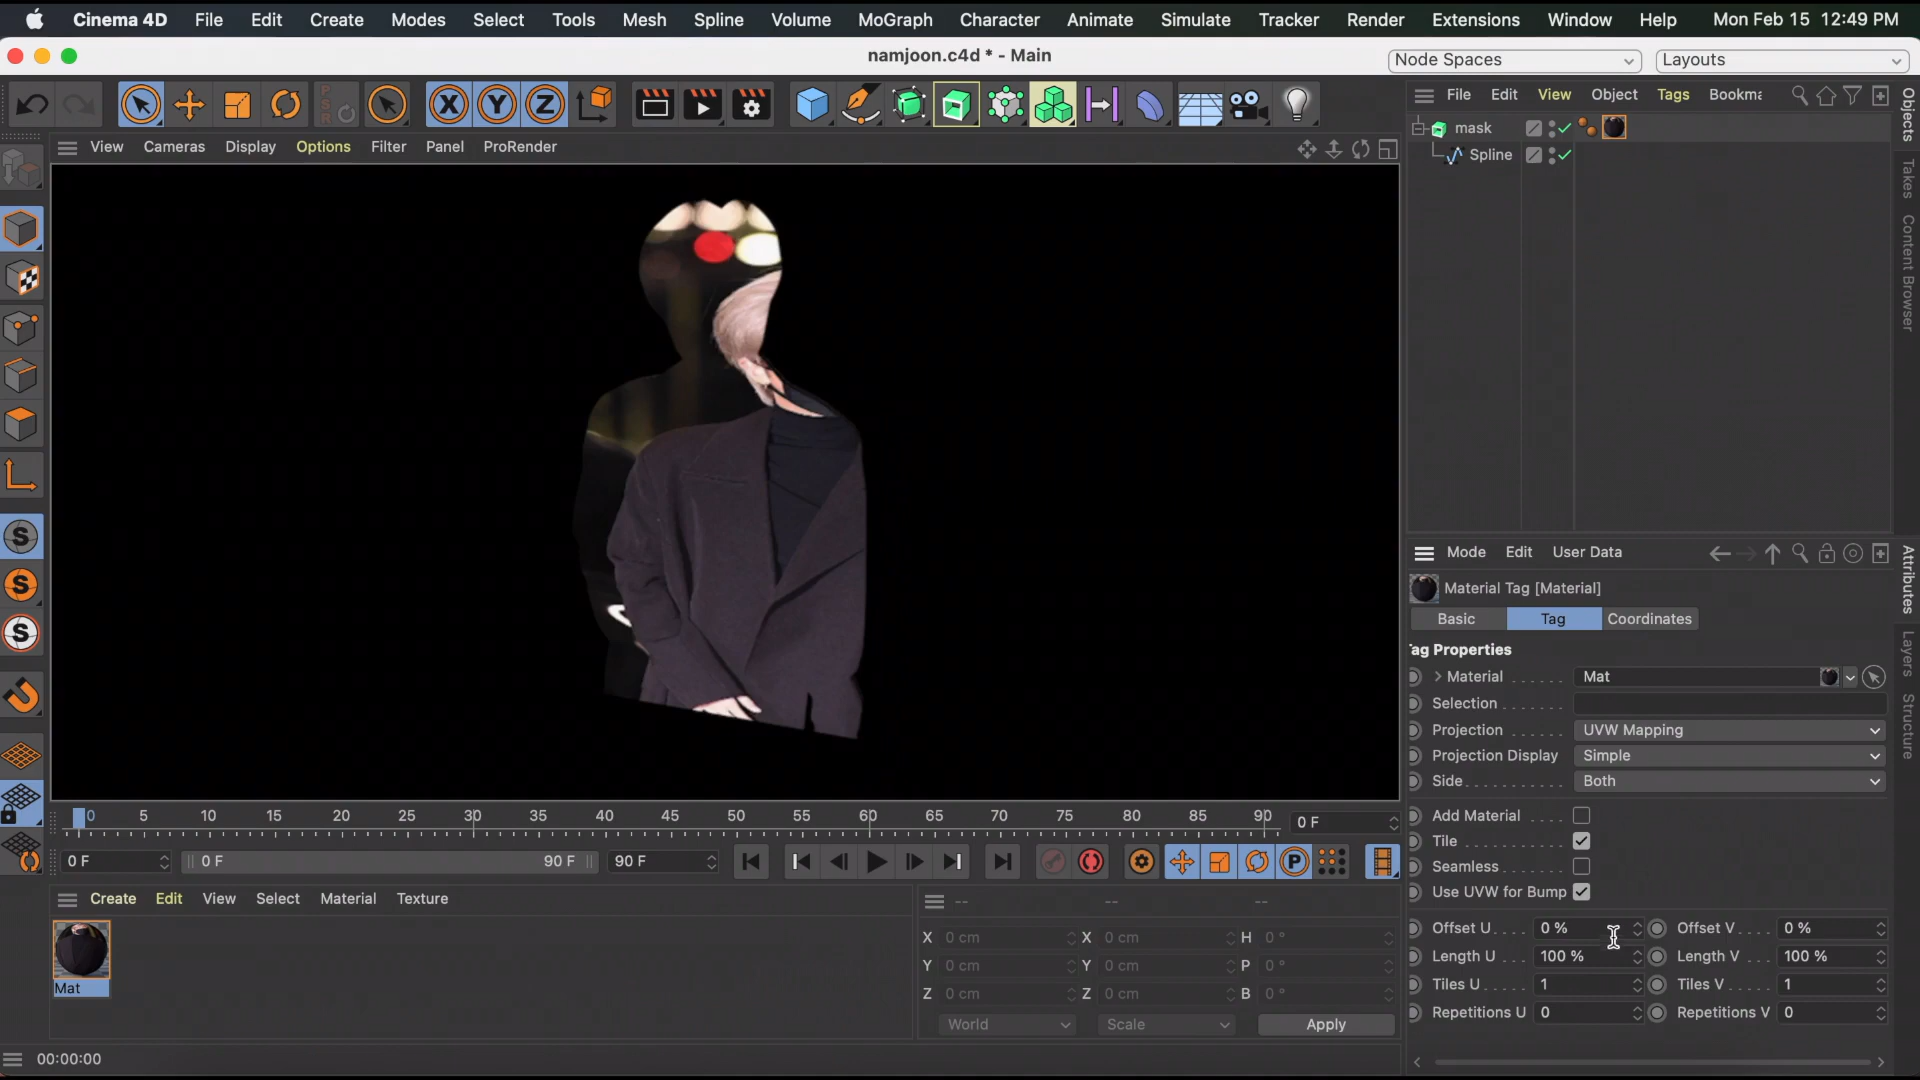 Cinema 4D File Edit Create Modes Select Tools Mesh Spline Volume MoGraph Character Animate Simulate Tracker Render Extensions Window Help Mon Feb 15 12:49 PM
namjoon.c4d * - Main
Node Spaces
Layouts
X Y Z
PSR
File Edit View Object Tags Bookma
View Cameras Display Options Filter Panel ProRender
mask
Spline
Objects
Takes
Content Browser
S
S
S
Mode Edit User Data
Material Tag [Material]
Basic Tag Coordinates
Tag Properties
Material . . . . . . Mat
Selection . . . . . . .
Projection . . . . . . UVW Mapping
Projection Display Simple
Side . . . . . . . . . . Both
Add Material . . . .
Tile . . . . . . . . . . .
Seamless . . . . . . .
Use UVW for Bump
Offset U . . . . 0 % Offset V . . . . 0 %
Length U . . . 100 % Length V . . . 100 %
Tiles U . . . . . 1 Tiles V . . . . . 1
Repetitions U 0 Repetitions V 0
Attributes
Layers
Structure
0 5 10 15 20 25 30 35 40 45 50 55 60 65 70 75 80 85 90 0 F
0 F 0 F 90 F 90 F
P
Create Edit View Select Material Texture
Mat
-- -- --
X 0 cm X 0 cm H 0 °
Y 0 cm Y 0 cm P 0 °
Z 0 cm Z 0 cm B 0 °
World Scale Apply
00:00:00